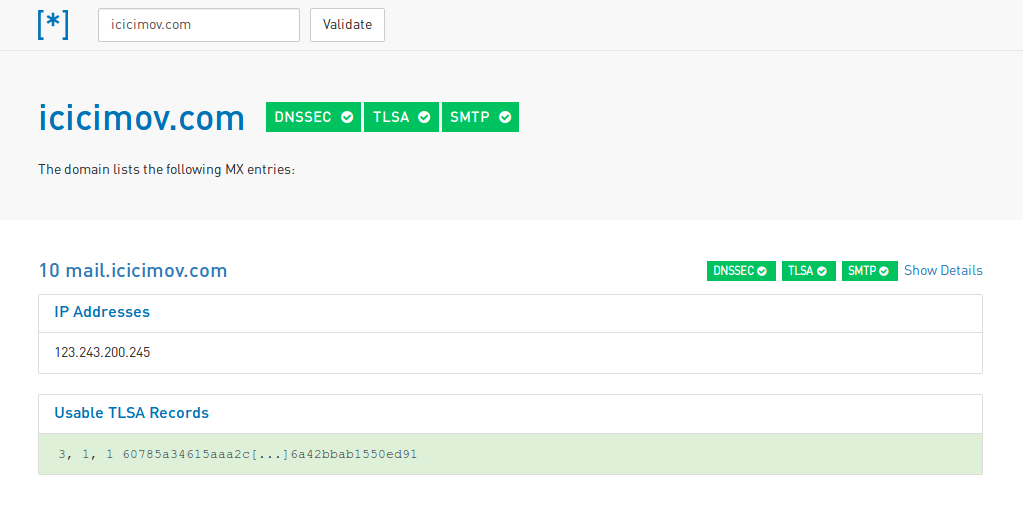 [*]
icicimov.com
Validate
icicimov.com DNSSEC TLSA SMTP
The domain lists the following MX entries:
10 mail.icicimov.com DNSSEC TLSA SMTP Show Details
IP Addresses
123.243.200.245
Usable TLSA Records
3, 1, 1 60785a34615aaa2c[...]6a42bbab1550ed91